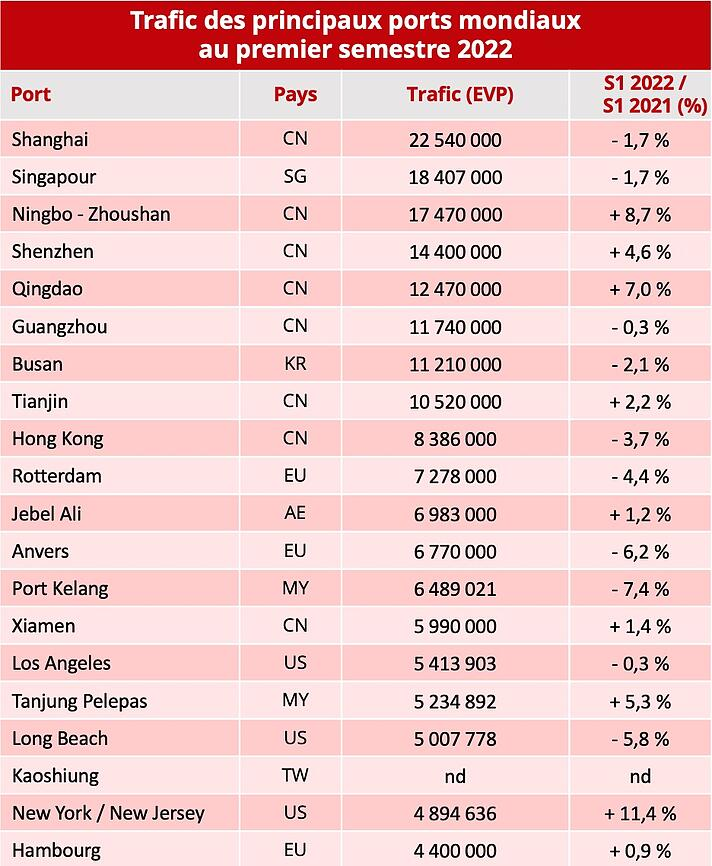 Trafic des principaux ports mondiaux
au premier semestre 2022
Port Pays Trafic (EVP) S1 2022 /
S1 2021 (%)
Shanghai CN 22 540 000 - 1,7 %
Singapour SG 18 407 000 - 1,7 %
Ningbo - Zhoushan CN 17 470 000 + 8,7 %
Shenzhen CN 14 400 000 + 4,6 %
Qingdao CN 12 470 000 + 7,0 %
Guangzhou CN 11 740 000 - 0,3 %
Busan KR 11 210 000 - 2,1 %
Tianjin CN 10 520 000 + 2,2 %
Hong Kong CN 8 386 000 - 3,7 %
Rotterdam EU 7 278 000 - 4,4 %
Jebel Ali AE 6 983 000 + 1,2 %
Anvers EU 6 770 000 - 6,2 %
Port Kelang MY 6 489 021 - 7,4 %
Xiamen CN 5 990 000 + 1,4 %
Los Angeles US 5 413 903 - 0,3 %
Tanjung Pelepas MY 5 234 892 + 5,3 %
Long Beach US 5 007 778 - 5,8 %
Kaoshiung TW nd nd
New York / New Jersey US 4 894 636 + 11,4 %
Hambourg EU 4 400 000 + 0,9 %